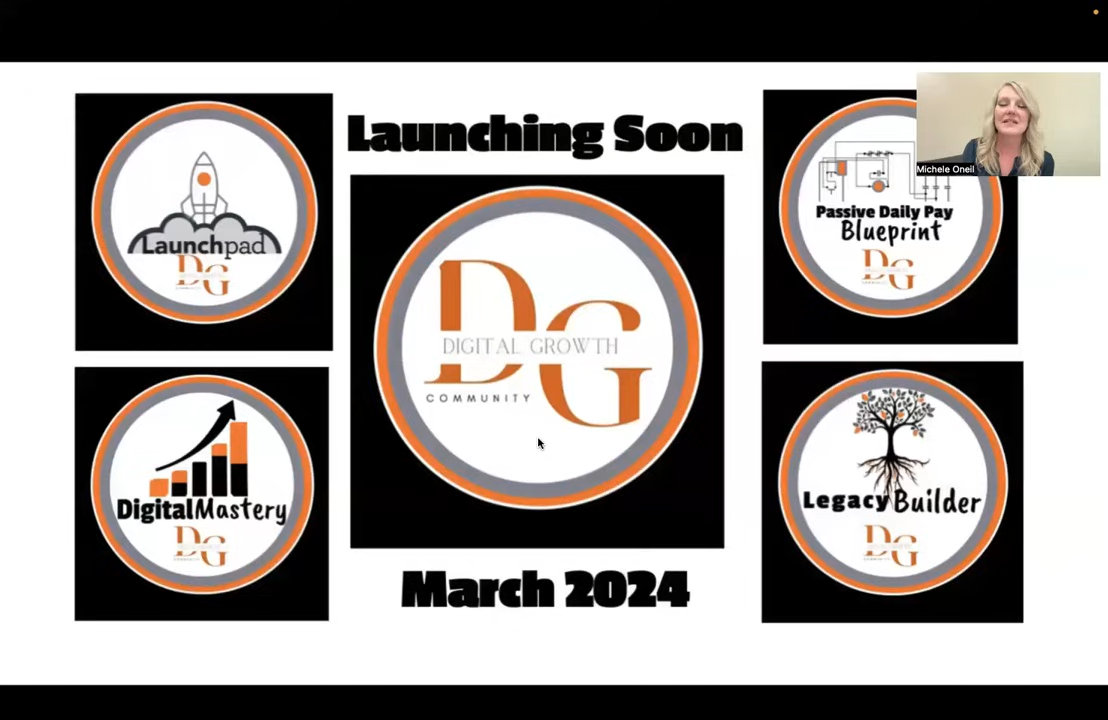 Launching Soon
Launchpad
DG
DIGITAL GROWTH
COMMUNITY
Passive Daily Pay
Blueprint
DG
Michele Oneil
DigitalMastery
DG
Legacy Builder
DG
March 2024
DG